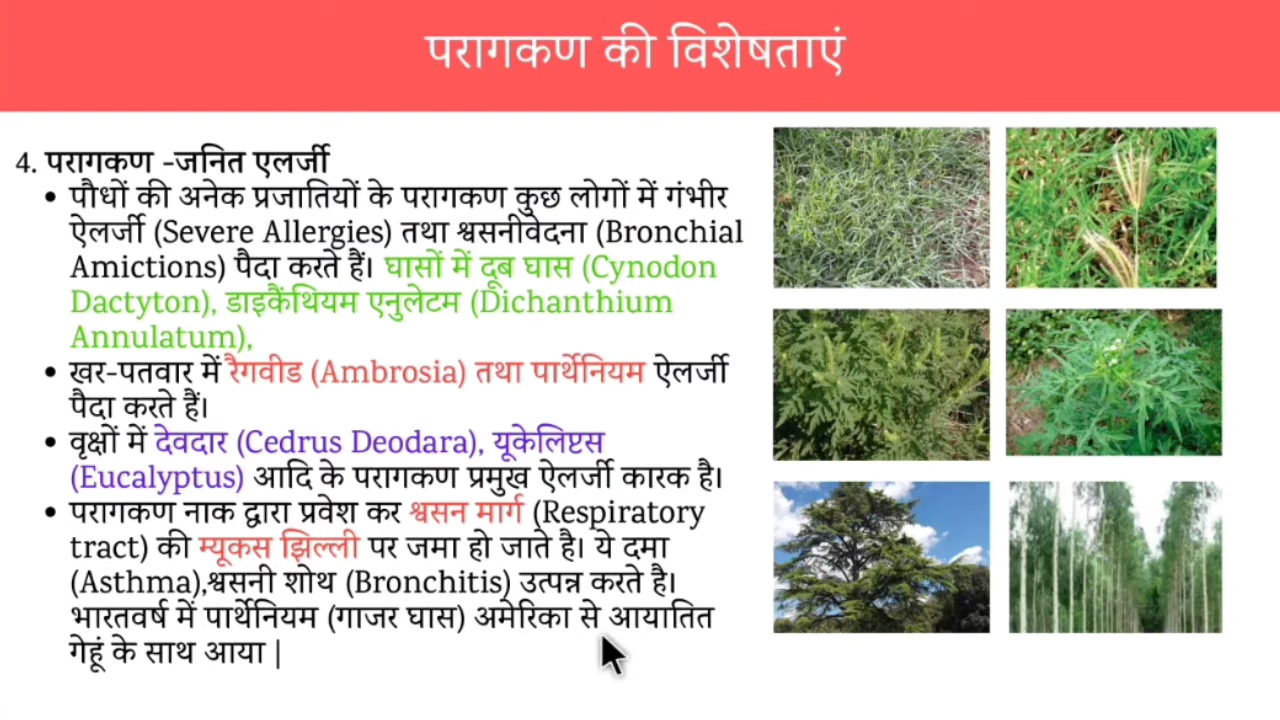 परागकण की विशेषताएं
4. परागकण -जनित एलर्जी
• पौधों की अनेक प्रजातियों के परागकण कुछ लोगों में गंभीर
ऐलर्जी (Severe Allergies) तथा श्वसनीवेदना (Bronchial
Amictions) पैदा करते हैं। घासों में दूब घास (Cynodon
Dactyton), डाइकैंथियम एनुलेटम (Dichanthium
Annulatum),
• खर-पतवार में रैगवीड (Ambrosia) तथा पार्थेनियम ऐलर्जी
पैदा करते हैं।
• वृक्षों में देवदार (Cedrus Deodara), यूकेलिप्टस
(Eucalyptus) आदि के परागकण प्रमुख ऐलर्जी कारक है।
• परागकण नाक द्वारा प्रवेश कर श्वसन मार्ग (Respiratory
tract) की म्यूकस झिल्ली पर जमा हो जाते है। ये दमा
(Asthma),श्वसनी शोथ (Bronchitis) उत्पन्न करते है।
भारतवर्ष में पार्थेनियम (गाजर घास) अमेरिका से आयातित
गेहूं के साथ आया |